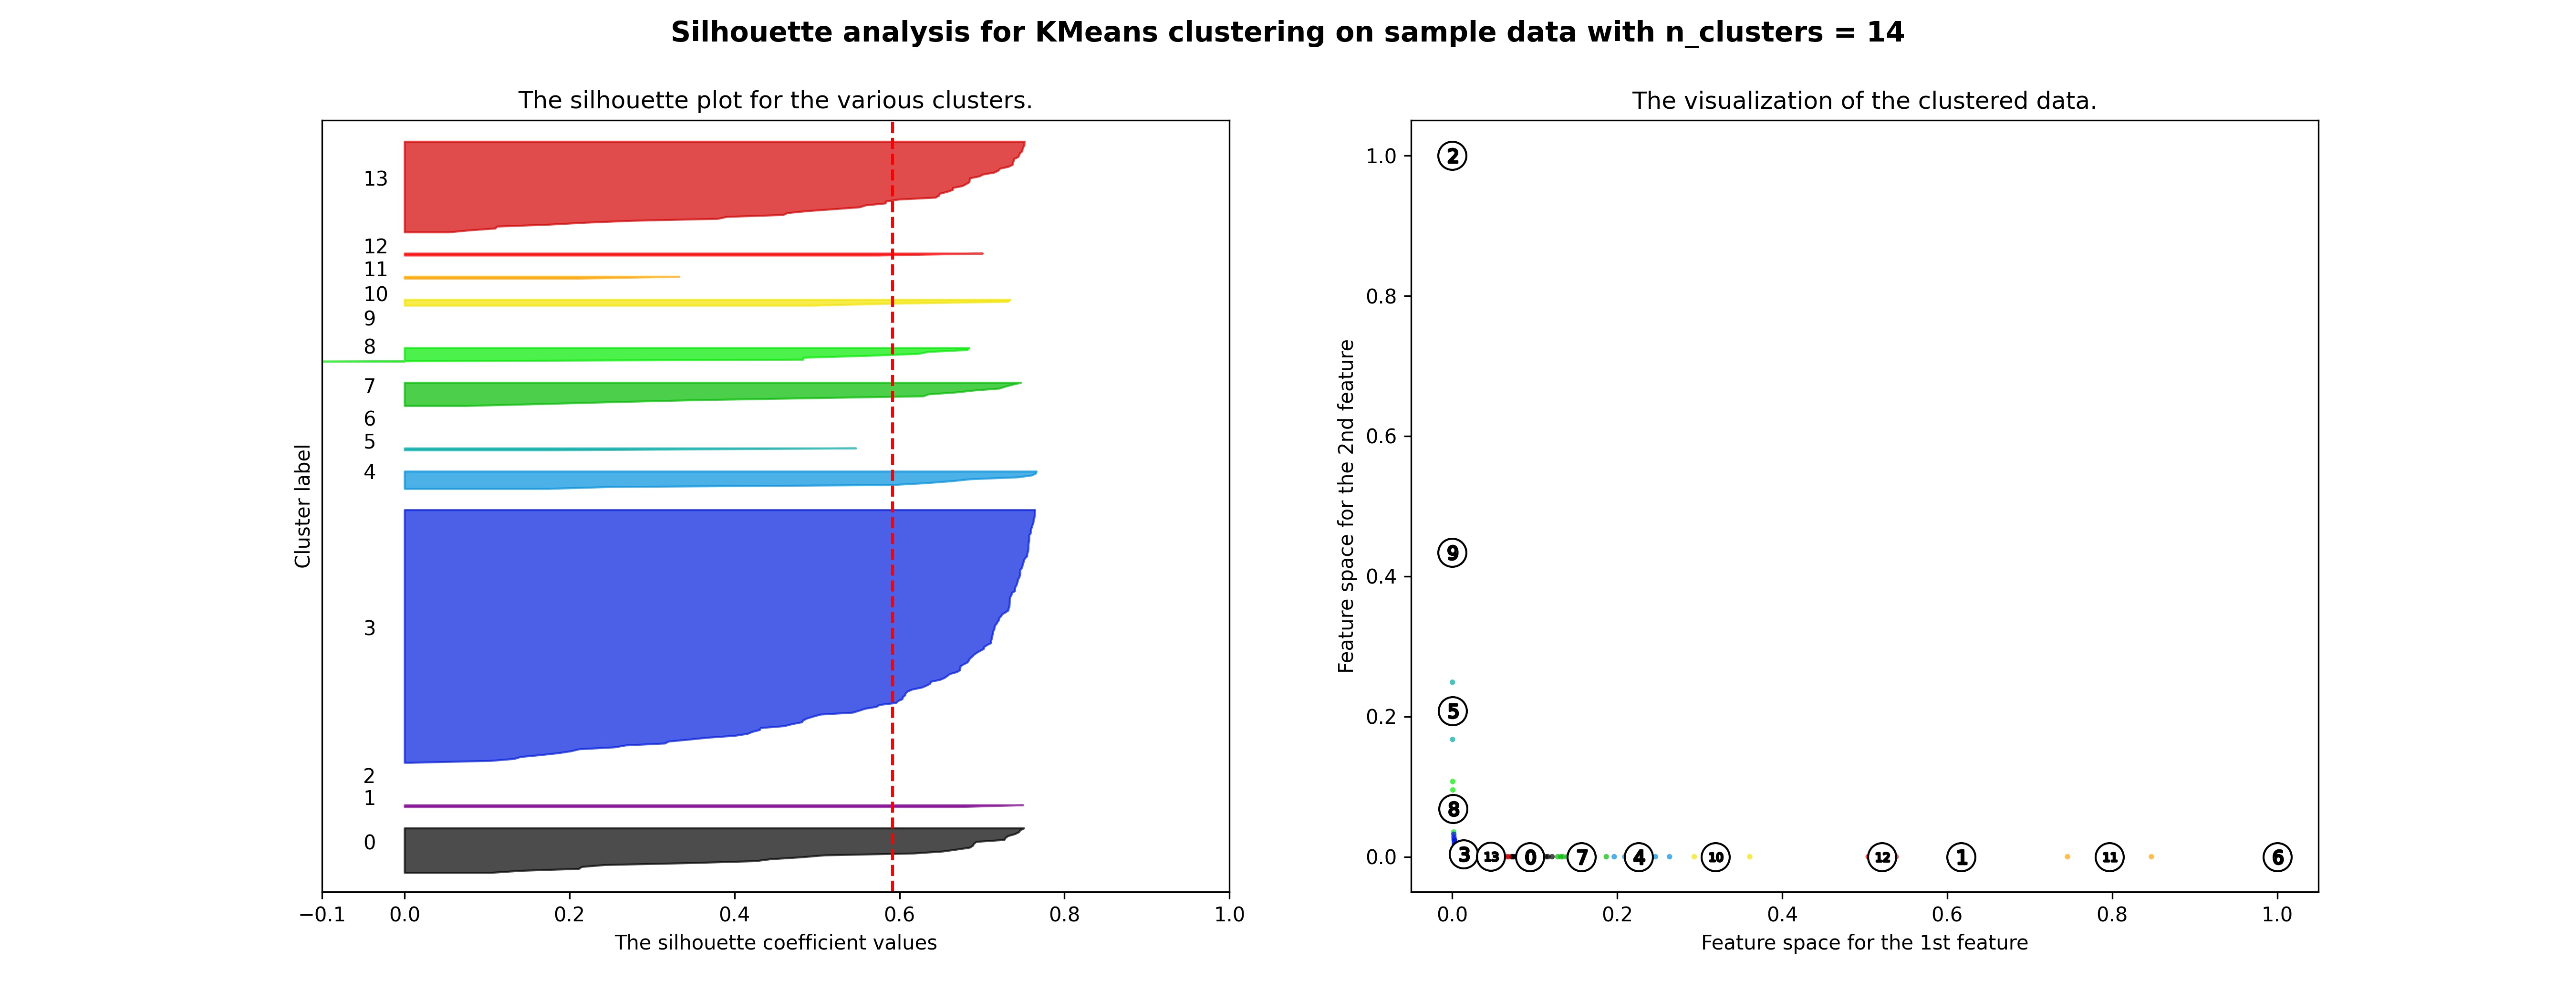 Silhouette analysis for KMeans clustering on sample data with n_clusters = 14
The silhouette plot for the various clusters.
13
12
11
10
9
8
7
6
5
4
3
2
1
0
Cluster label
−0.1 0.0 0.2 0.4 0.6 0.8 1.0
The silhouette coefficient values
The visualization of the clustered data.
1.0
0.8
0.6
0.4
0.2
0.0
Feature space for the 2nd feature
2
9
5
8
3 13 0 7 4 10 12 1 11 6
0.0 0.2 0.4 0.6 0.8 1.0
Feature space for the 1st feature